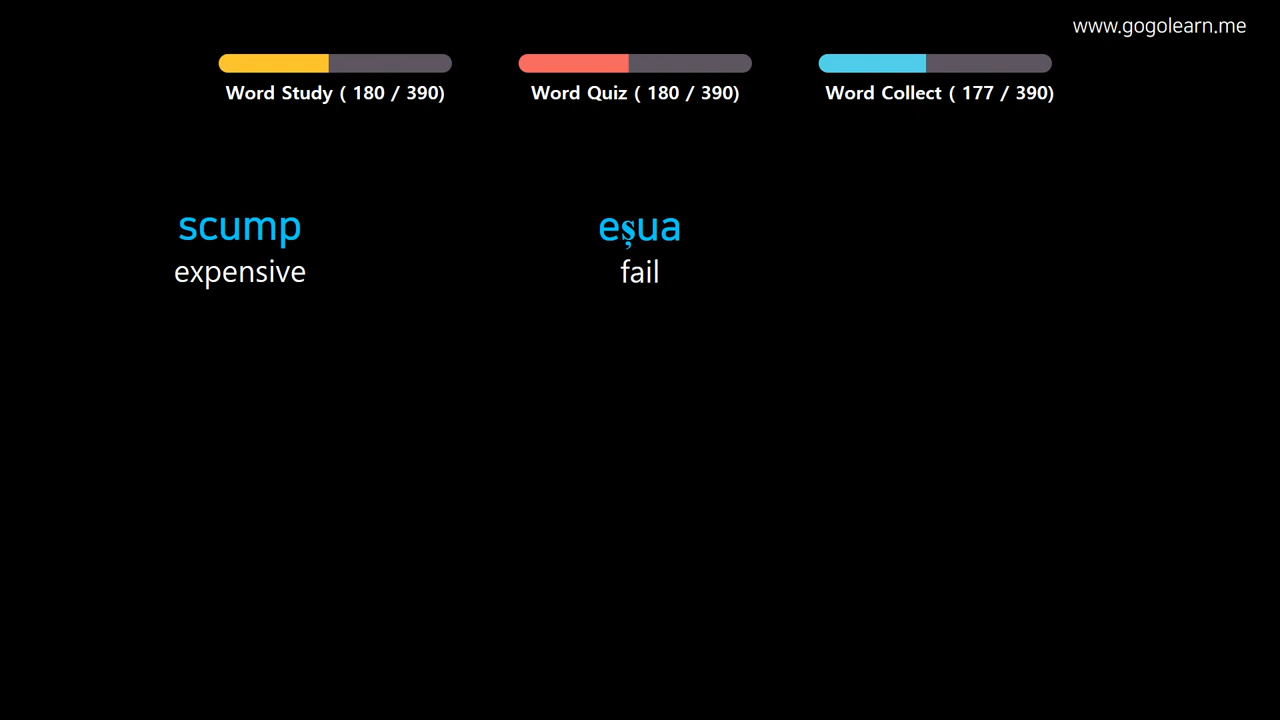 www.gogolearn.me
Word Study ( 180 / 390)
Word Quiz ( 180 / 390)
Word Collect ( 177 / 390)
scump
expensive
eșua
fail